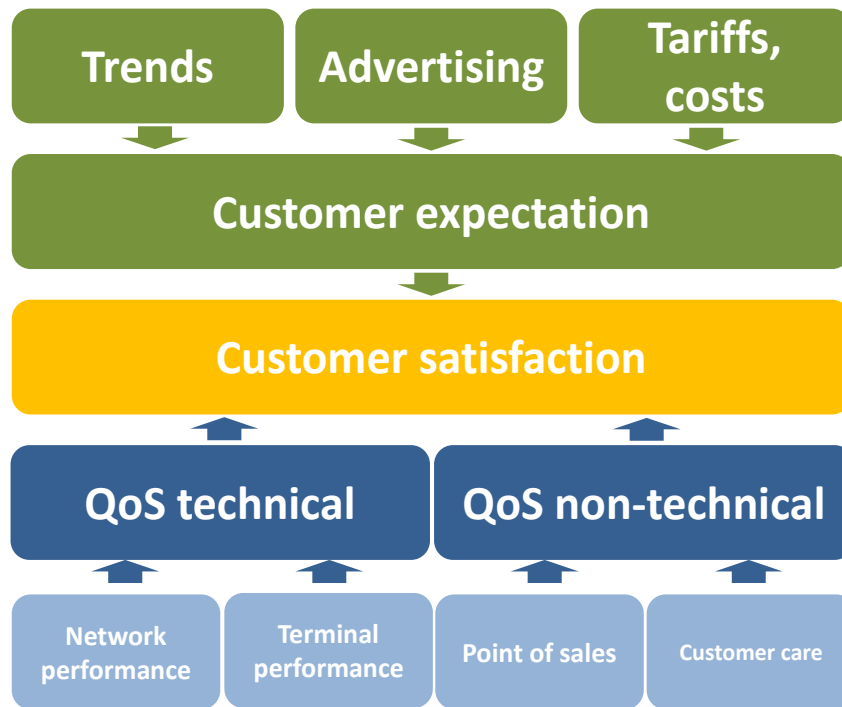 Trends
Advertising
Tariffs,
costs
Customer expectation
Customer satisfaction
QoS technical
QoS non-technical
Network
performance
Terminal
performance
Point of sales
Customer care